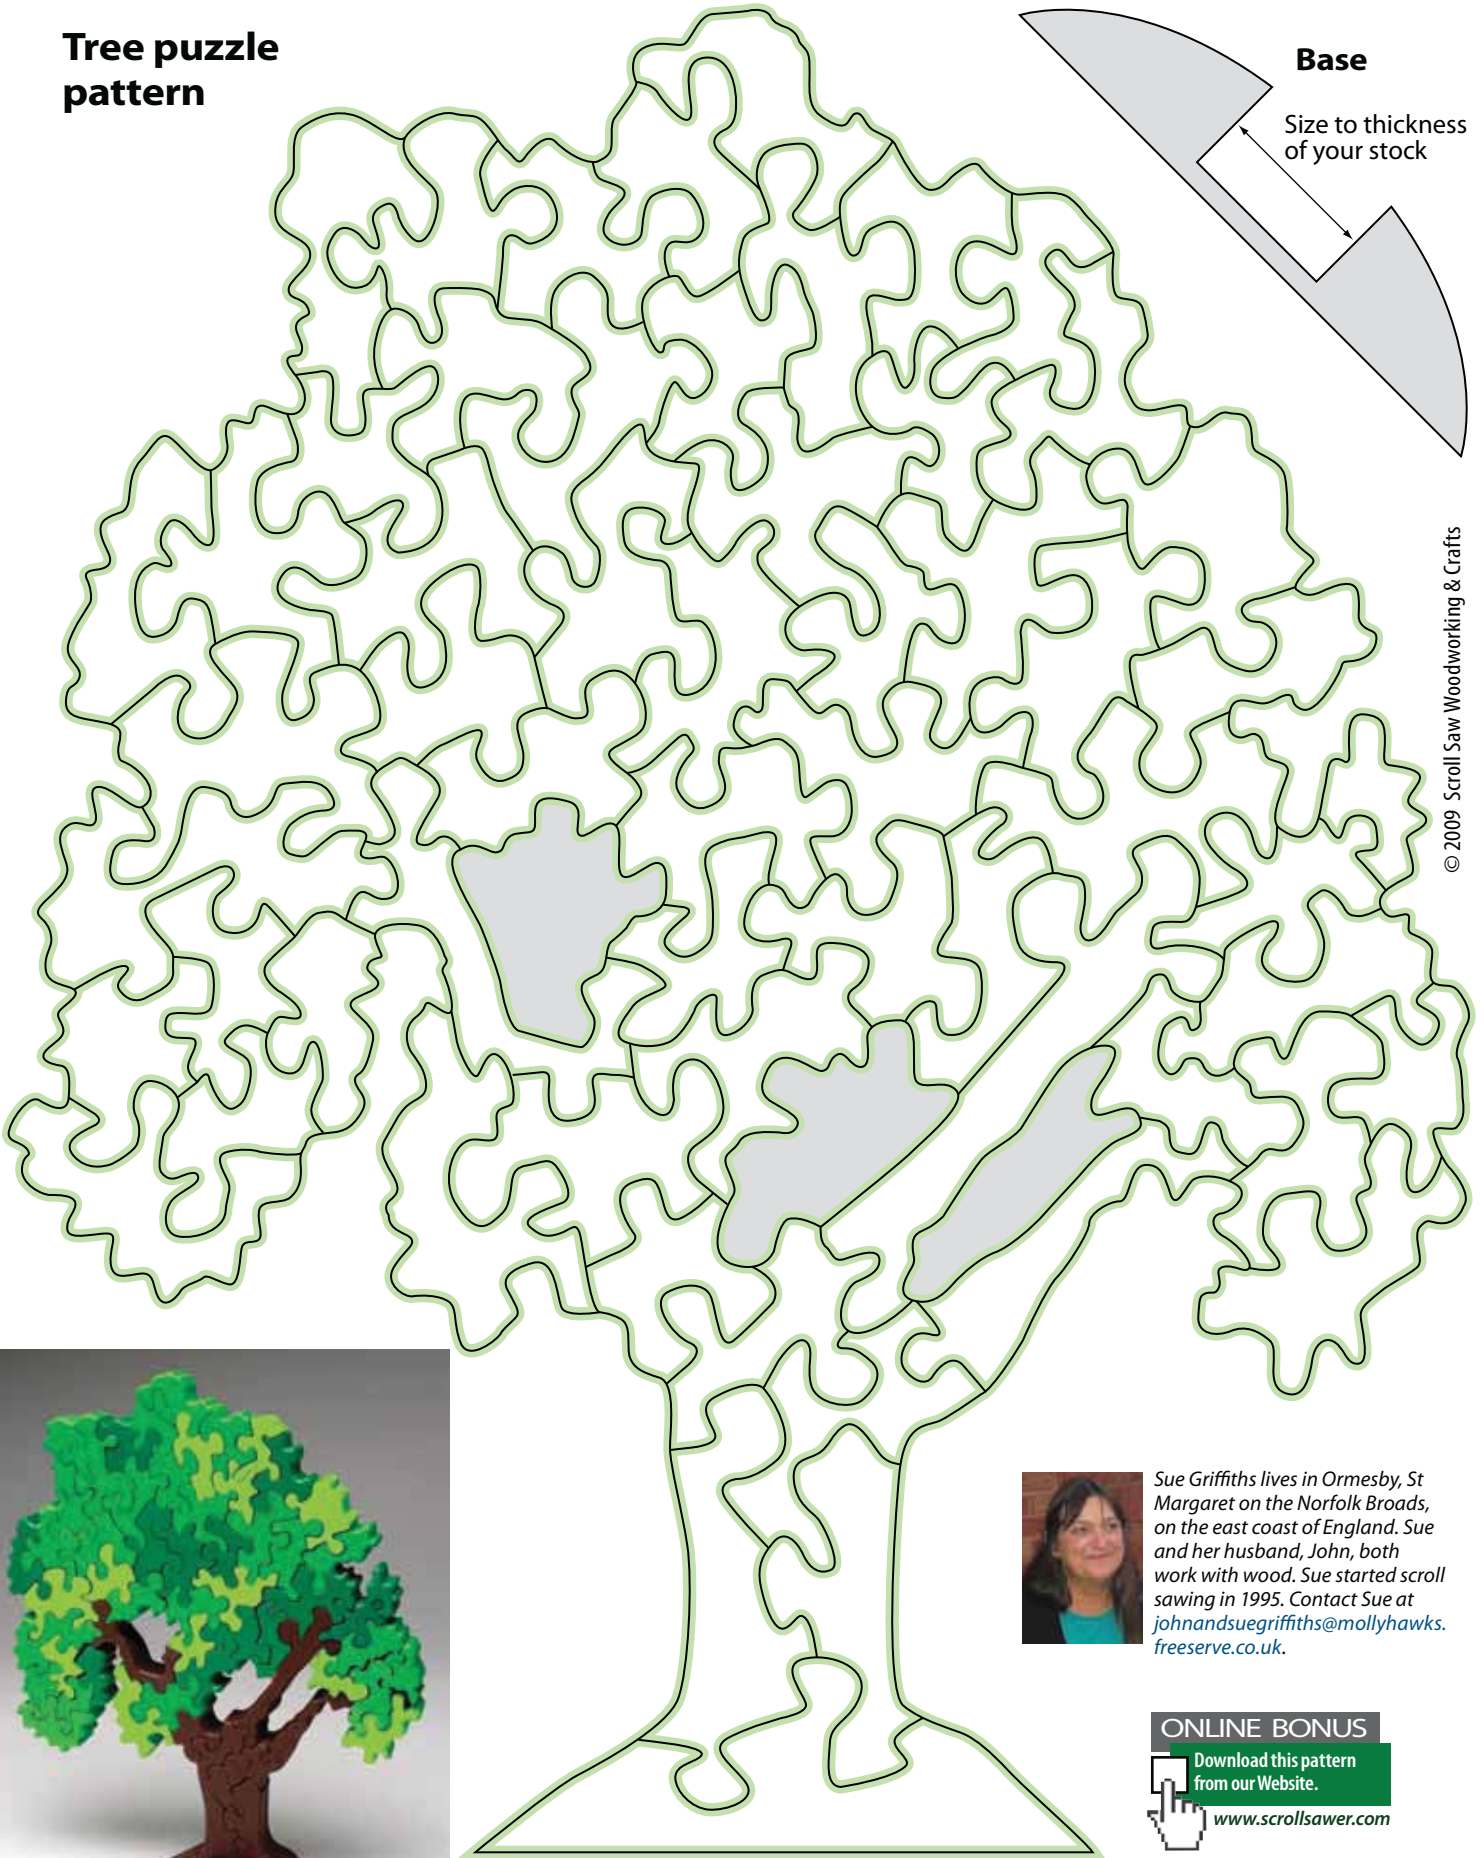 Tree puzzle
pattern
Base
Size to thickness
of your stock
© 2009 Scroll Saw Woodworking & Crafts
Sue Griffiths lives in Ormesby, St
Margaret on the Norfolk Broads,
on the east coast of England. Sue
and her husband, John, both
work with wood. Sue started scroll
sawing in 1995. Contact Sue at
johnandsuegriffiths@mollyhawks.
freeserve.co.uk.
ONLINE BONUS
Download this pattern
from our Website.
www.scrollsawer.com